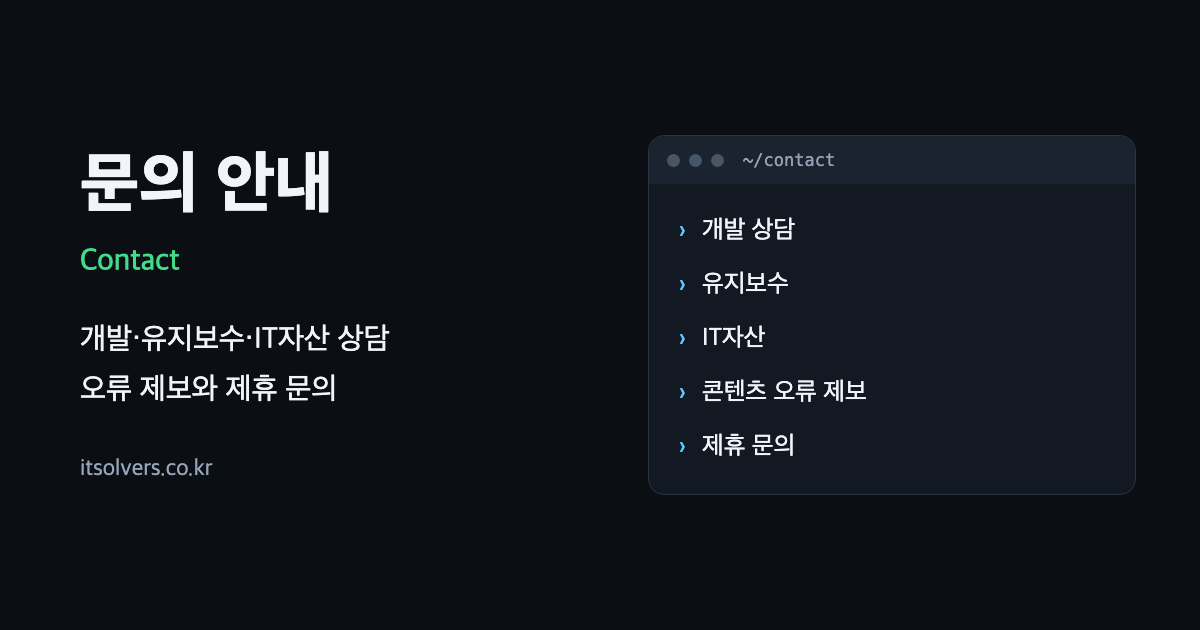 문의 안내
Contact
개발·유지보수·IT자산 상담
오류 제보와 제휴 문의
itsolvers.co.kr
~/contact
› 개발 상담
› 유지보수
› IT자산
› 콘텐츠 오류 제보
› 제휴 문의